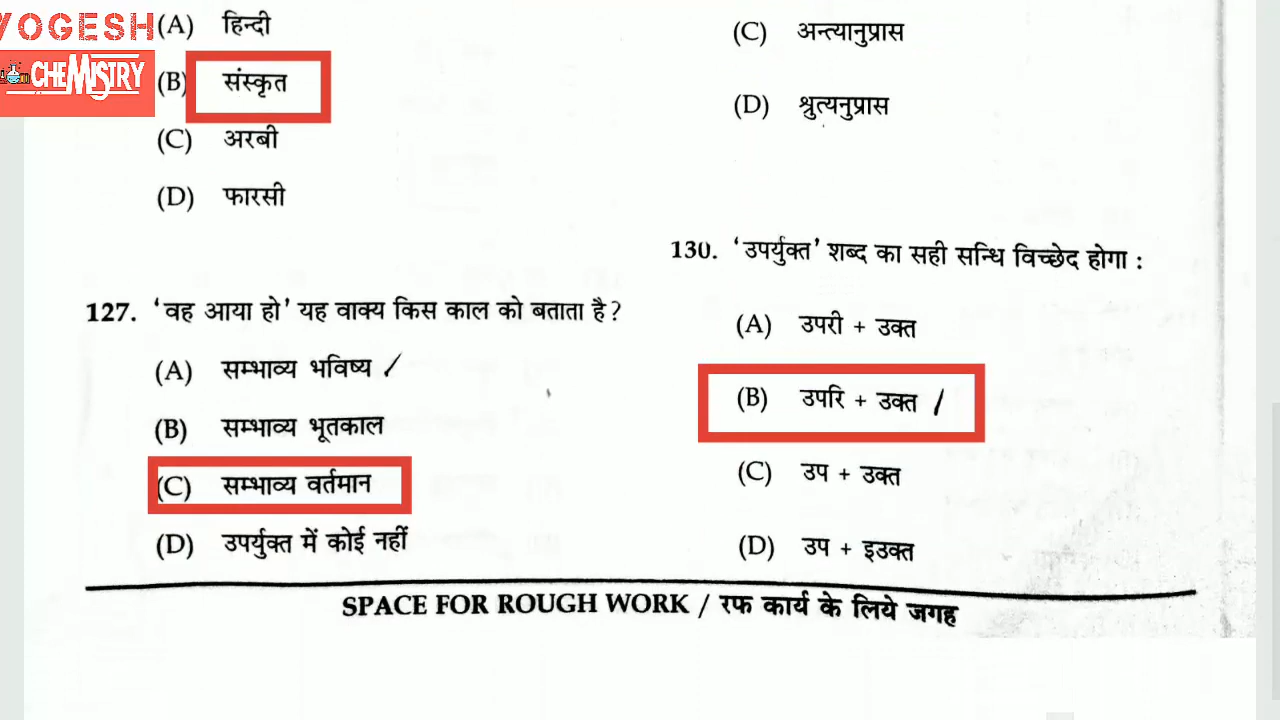 YOGESH
CHEMISTRY
(A) हिन्दी
(B) संस्कृत
(C) अरबी
(D) फारसी
127. ‘वह आया हो’ यह वाक्य किस काल को बताता है?
(A) सम्भाव्य भविष्य
(B) सम्भाव्य भूतकाल
(C) सम्भाव्य वर्तमान
(D) उपर्युक्त में कोई नहीं
(C) अन्त्यानुप्रास
(D) श्रुत्यनुप्रास
130. ‘उपर्युक्त’ शब्द का सही सन्धि विच्छेद होगा :
(A) उपरी + उक्त
(B) उपरि + उक्त
(C) उप + उक्त
(D) उप + इउक्त
SPACE FOR ROUGH WORK / रफ कार्य के लिये जगह